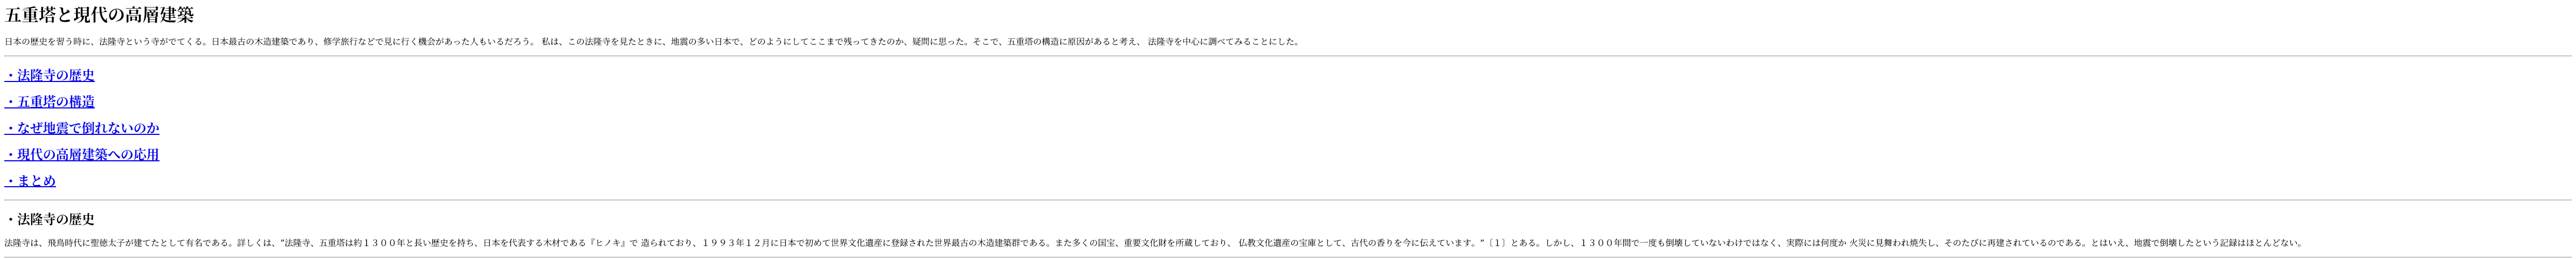 五重塔と現代の高層建築
日本の歴史を習う時に、法隆寺という寺がでてくる。日本最古の木造建築であり、修学旅行などで見に行く機会があった人もいるだろう。 私は、この法隆寺を見たときに、地震の多い日本で、どのようにしてここまで残ってきたのか、疑問に思った。そこで、五重塔の構造に原因があると考え、 法隆寺を中心に調べてみることにした。
・法隆寺の歴史
・五重塔の構造
・なぜ地震で倒れないのか
・現代の高層建築への応用
・まとめ
・法隆寺の歴史
法隆寺は、飛鳥時代に聖徳太子が建てたとして有名である。詳しくは、”法隆寺、五重塔は約１３００年と長い歴史を持ち、日本を代表する木材である『ヒノキ』で 造られており、１９９３年１２月に日本で初めて世界文化遺産に登録された世界最古の木造建築群である。また多くの国宝、重要文化財を所蔵しており、 仏教文化遺産の宝庫として、古代の香りを今に伝えています。”〔１〕とある。しかし、１３００年間で一度も倒壊していないわけではなく、実際には何度か 火災に見舞われ焼失し、そのたびに再建されているのである。とはいえ、地震で倒壊したという記録はほとんどない。